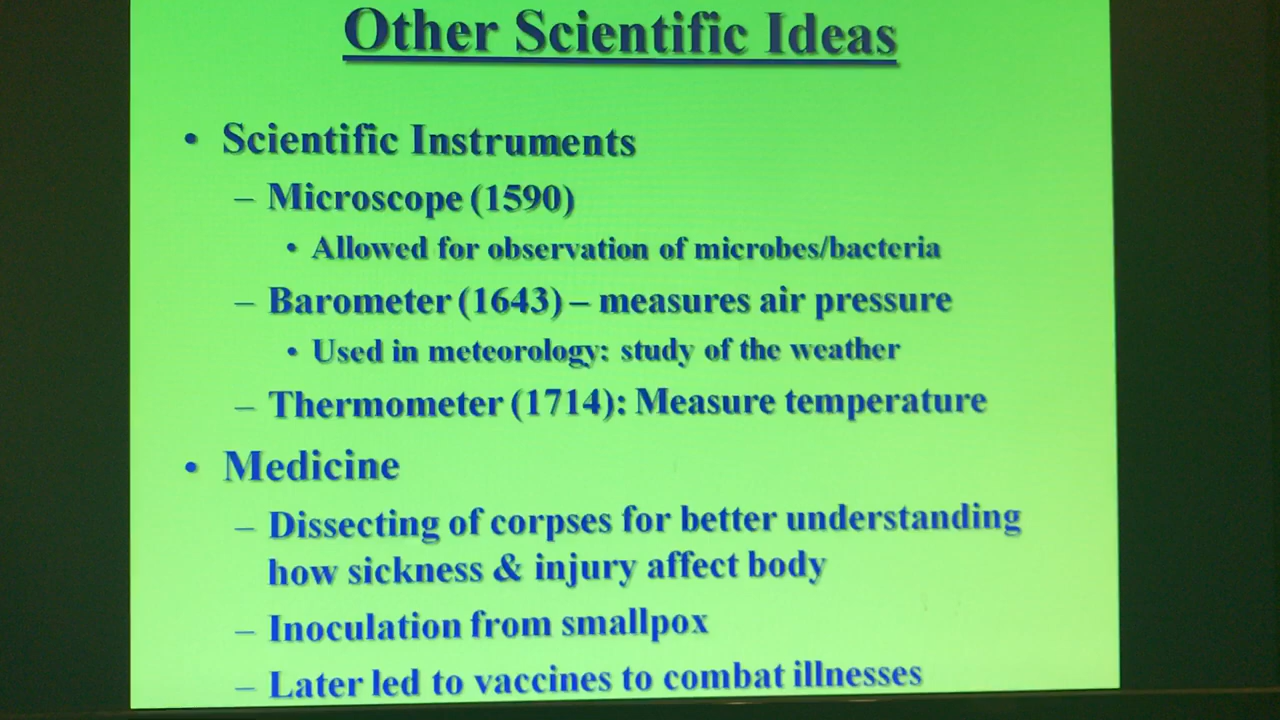 Other Scientific Ideas
• Scientific Instruments
– Microscope (1590)
• Allowed for observation of microbes/bacteria
– Barometer (1643) – measures air pressure
• Used in meteorology: study of the weather
– Thermometer (1714): Measure temperature
• Medicine
– Dissecting of corpses for better understanding
how sickness & injury affect body
– Inoculation from smallpox
– Later led to vaccines to combat illnesses